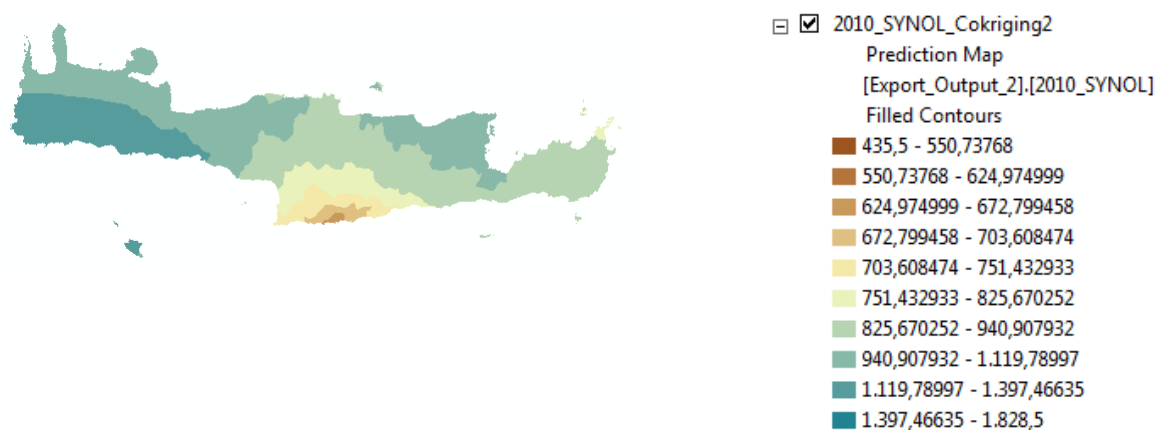 2010_SYNOL_Cokriging2
Prediction Map
[Export_Output_2].[2010_SYNOL]
Filled Contours
435,5 - 550,73768
550,73768 - 624,974999
624,974999 - 672,799458
672,799458 - 703,608474
703,608474 - 751,432933
751,432933 - 825,670252
825,670252 - 940,907932
940,907932 - 1.119,78997
1.119,78997 - 1.397,46635
1.397,46635 - 1.828,5